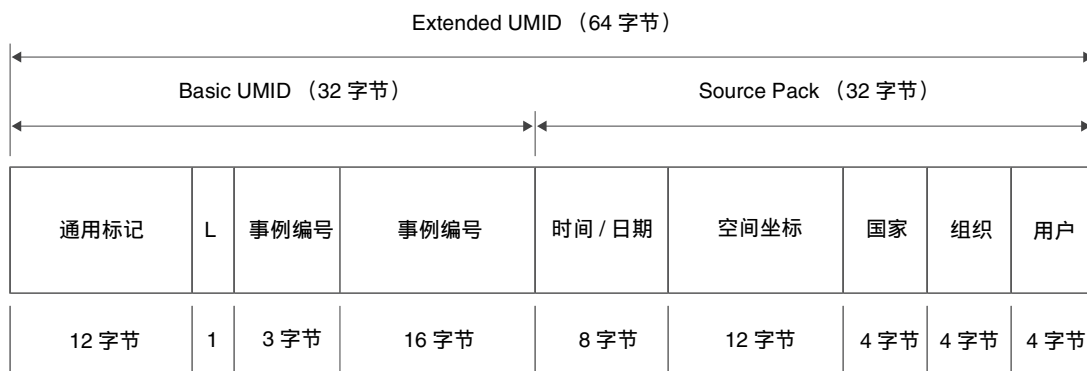 Extended UMID （64 字节）
Basic UMID （32 字节） Source Pack （32 字节）
通用标记 L 事例编号 事例编号 时间 / 日期 空间坐标 国家 组织 用户
12 字节 1 3 字节 16 字节 8 字节 12 字节 4 字节 4 字节 4 字节